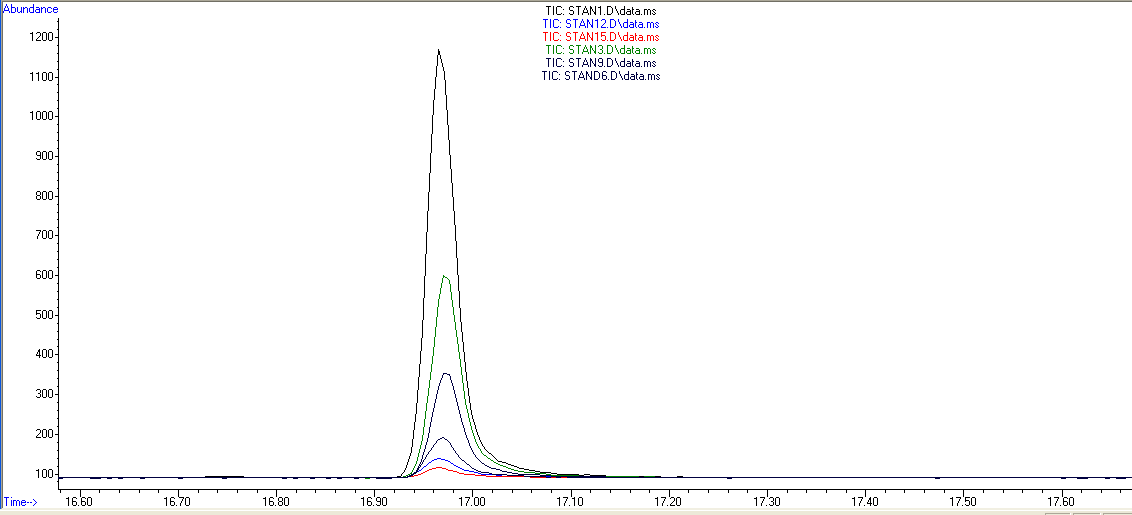 Abundance
TIC: STAN1.D\data.ms
TIC: STAN12.D\data.ms
TIC: STAN15.D\data.ms
TIC: STAN3.D\data.ms
TIC: STAN9.D\data.ms
TIC: STAND6.D\data.ms
1200
1100
1000
900
800
700
600
500
400
300
200
100
Time-->
16.60 16.70 16.80 16.90 17.00 17.10 17.20 17.30 17.40 17.50 17.60